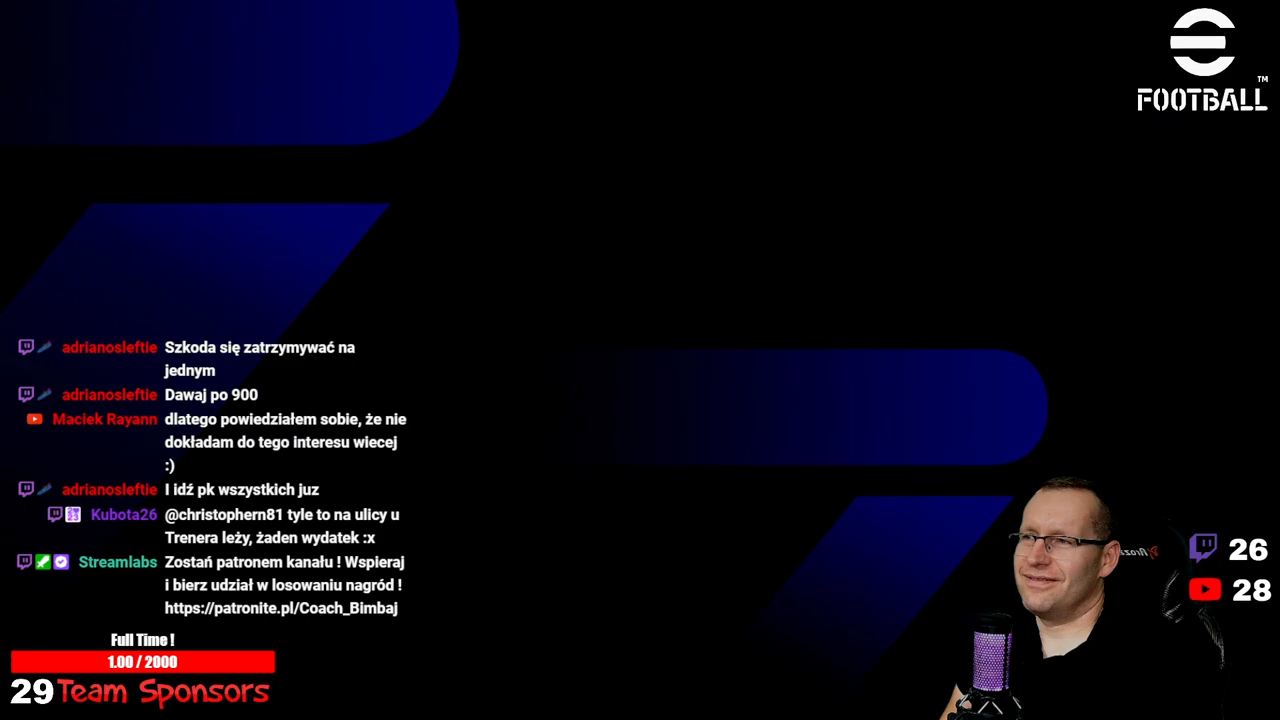 FOOTBALL™
adrianosleftie Szkoda się zatrzymywać na
jednym
adrianosleftie Dawaj po 900
Maciek Rayann dlatego powiedziałem sobie, że nie
dokładam do tego interesu wiecej
:)
adrianosleftie I idź pk wszystkich juz
Kubota26 @christophern81 tyle to na ulicy u
Trenera leży, żaden wydatek :x
Streamlabs Zostań patronem kanału ! Wspieraj
i bierz udział w losowaniu nagród !
https://patronite.pl/Coach_Bimbaj
26
28
Full Time !
1.00 / 2000
29 Team Sponsors